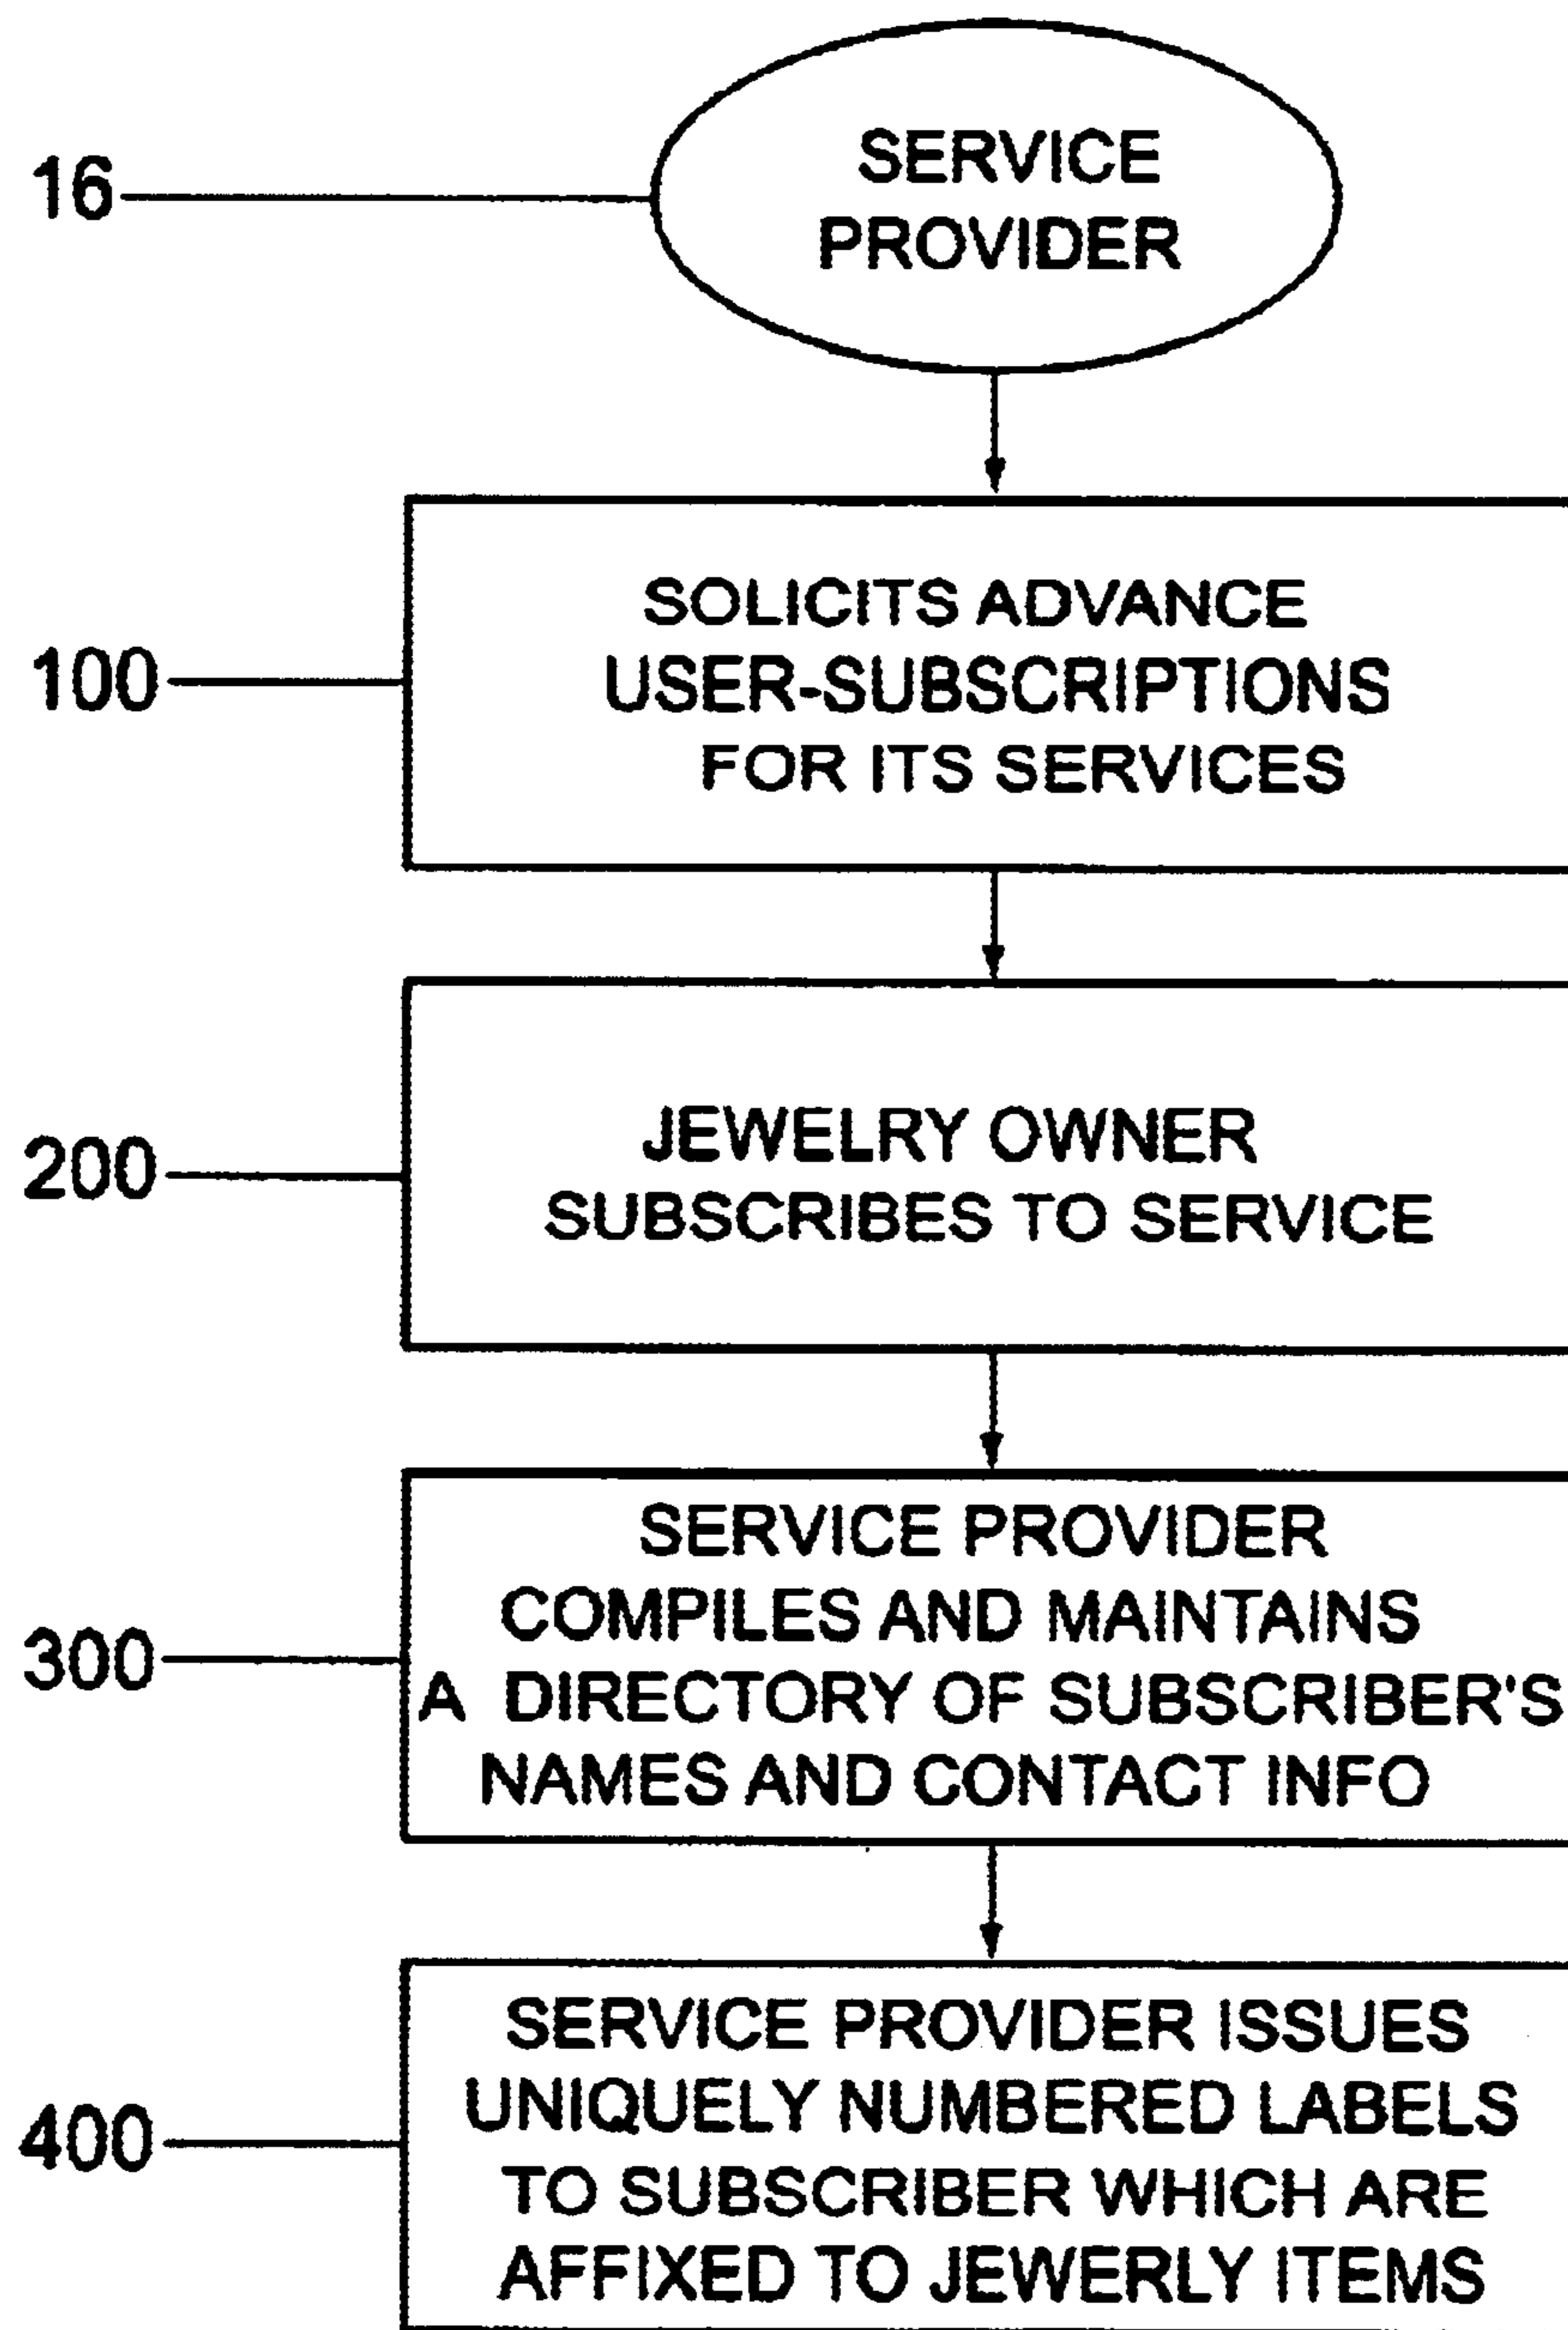 16
SERVICE
PROVIDER
100
SOLICITS ADVANCE
USER-SUBSCRIPTIONS
FOR ITS SERVICES
200
JEWELRY OWNER
SUBSCRIBES TO SERVICE
300
SERVICE PROVIDER
COMPILES AND MAINTAINS
A DIRECTORY OF SUBSCRIBER'S
NAMES AND CONTACT INFO
400
SERVICE PROVIDER ISSUES
UNIQUELY NUMBERED LABELS
TO SUBSCRIBER WHICH ARE
AFFIXED TO JEWERLY ITEMS